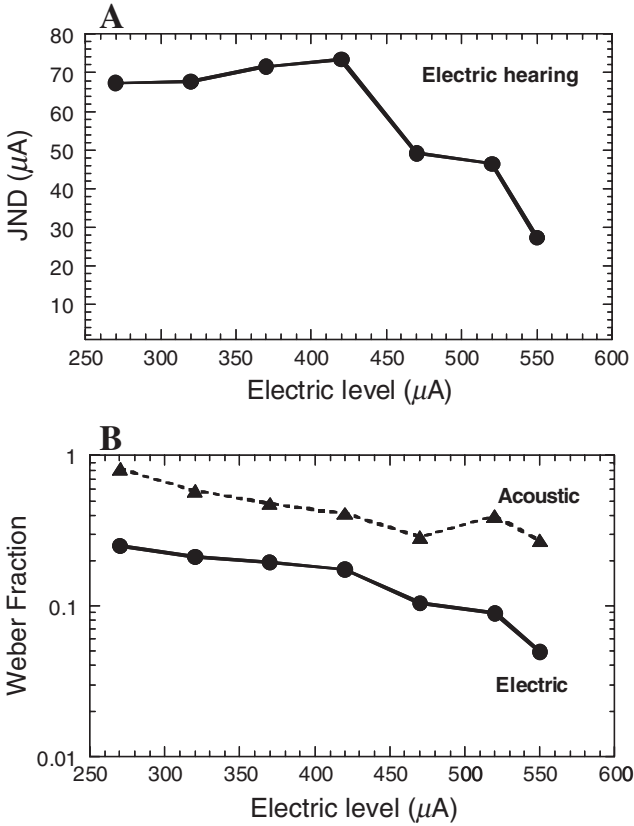 A
80
70
60
50
40
30
20
10
JND (μA)
Electric hearing
250 300 350 400 450 500 550 600
Electric level (μA)
B
1
0.1
0.01
Weber Fraction
Acoustic
Electric
250 300 350 400 450 500 550 600
Electric level (μA)